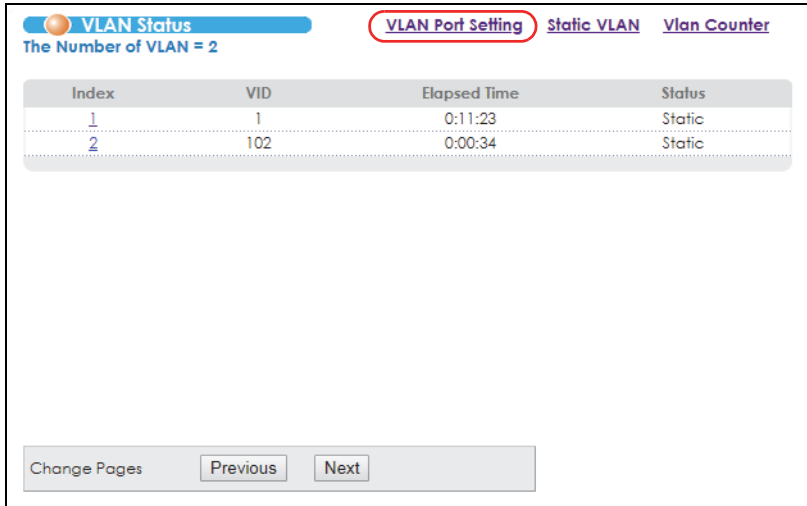 VLAN Status VLAN Port Setting Static VLAN Vlan Counter
The Number of VLAN = 2
Index VID Elapsed Time Status
1 1 0:11:23 Static
2 102 0:00:34 Static
Change Pages Previous Next